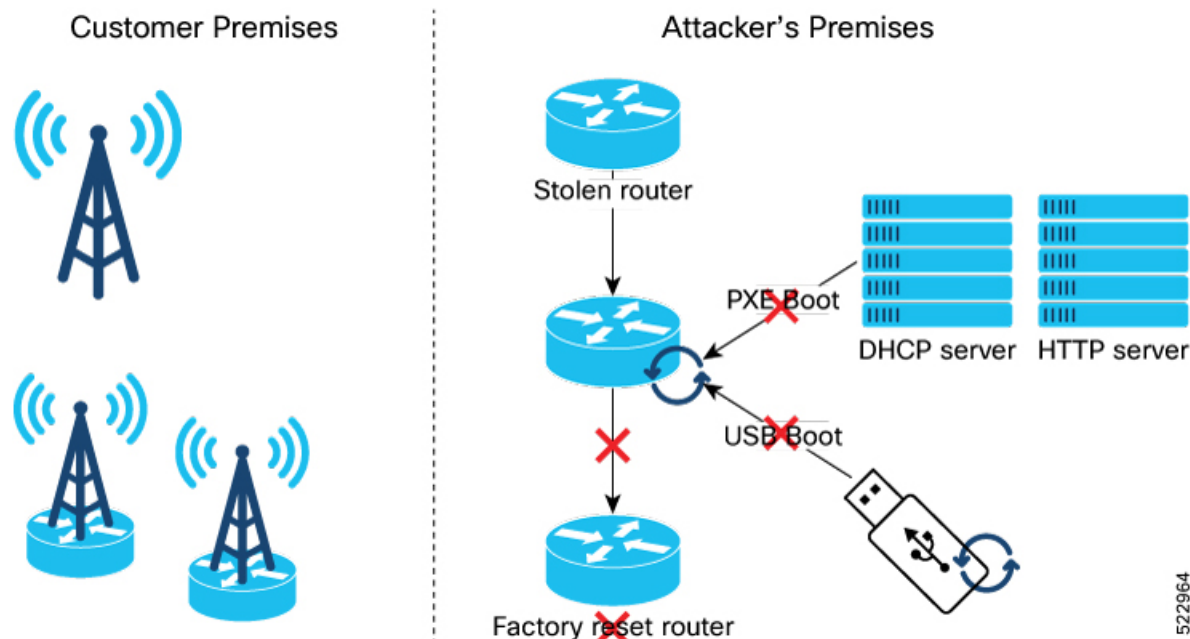 Customer Premises
Attacker's Premises
Stolen router
PXE Boot
DHCP server
HTTP server
USB Boot
Factory reset router
522964